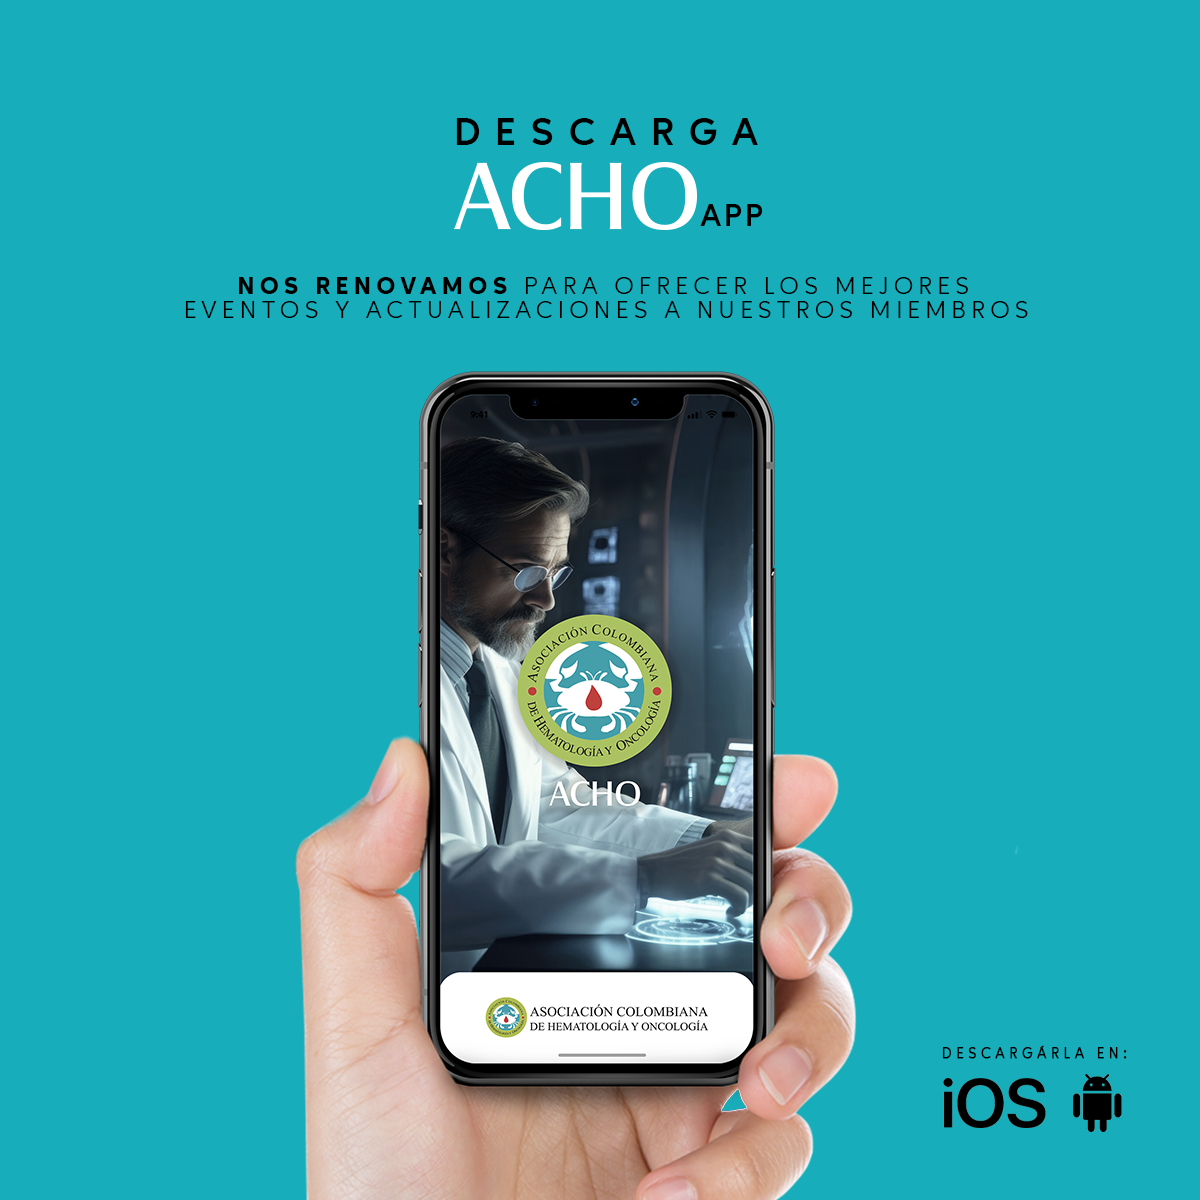 DESCARGA
ACHO APP
NOS RENOVAMOS PARA OFRECER LOS MEJORES
EVENTOS Y ACTUALIZACIONES A NUESTROS MIEMBROS
9:41
ASOCIACIÓN COLOMBIANA
DE HEMATOLOGÍA Y ONCOLOGÍA
ACHO
ASOCIACIÓN COLOMBIANA
DE HEMATOLOGÍA Y ONCOLOGÍA
DESCARGÁRLA EN:
iOS